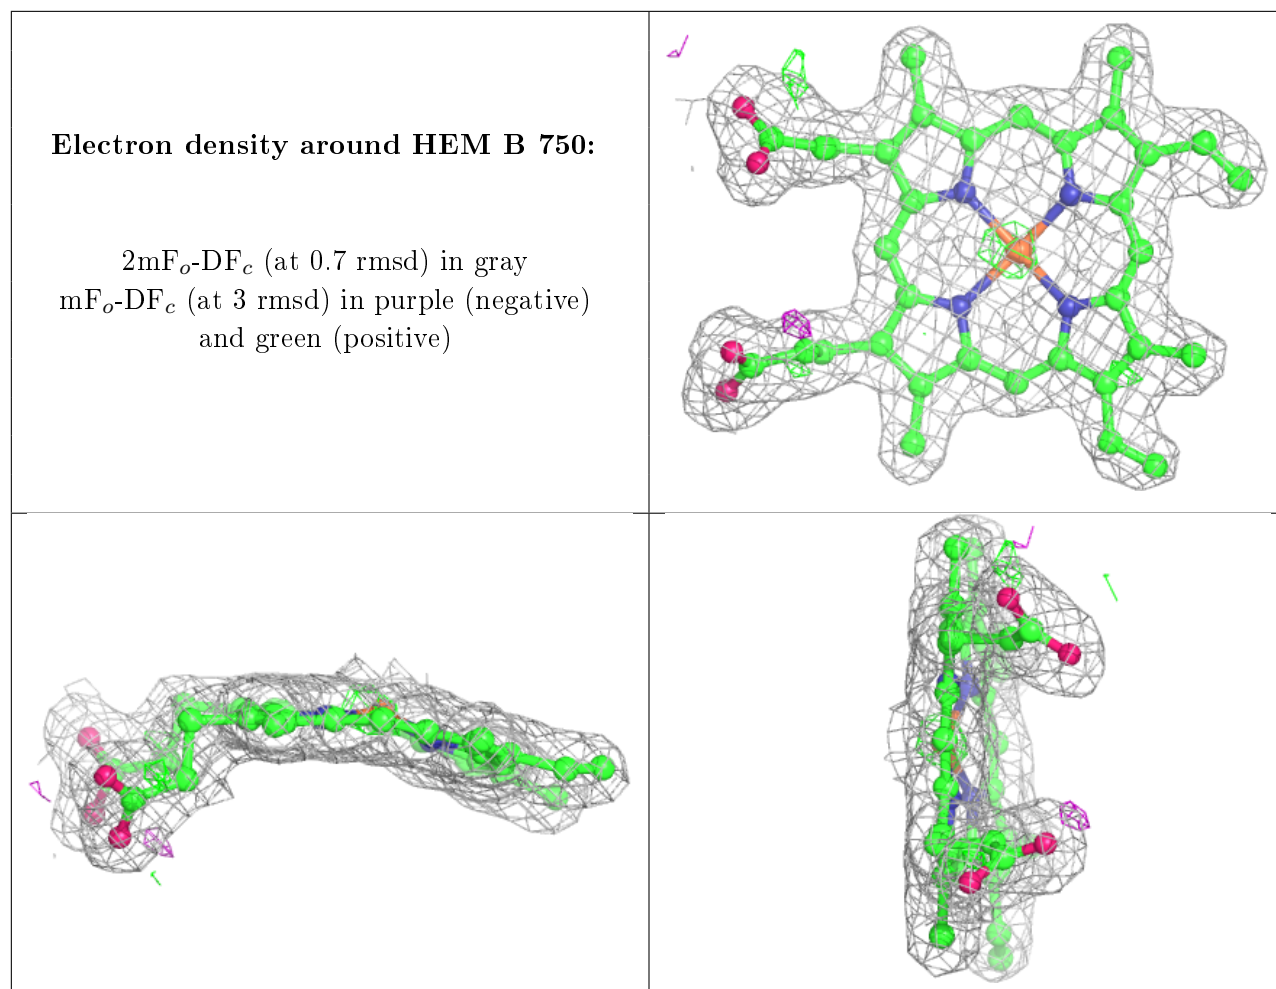 Electron density around HEM B 750:
2mFo-DFc (at 0.7 rmsd) in gray
mFo-DFc (at 3 rmsd) in purple (negative)
and green (positive)